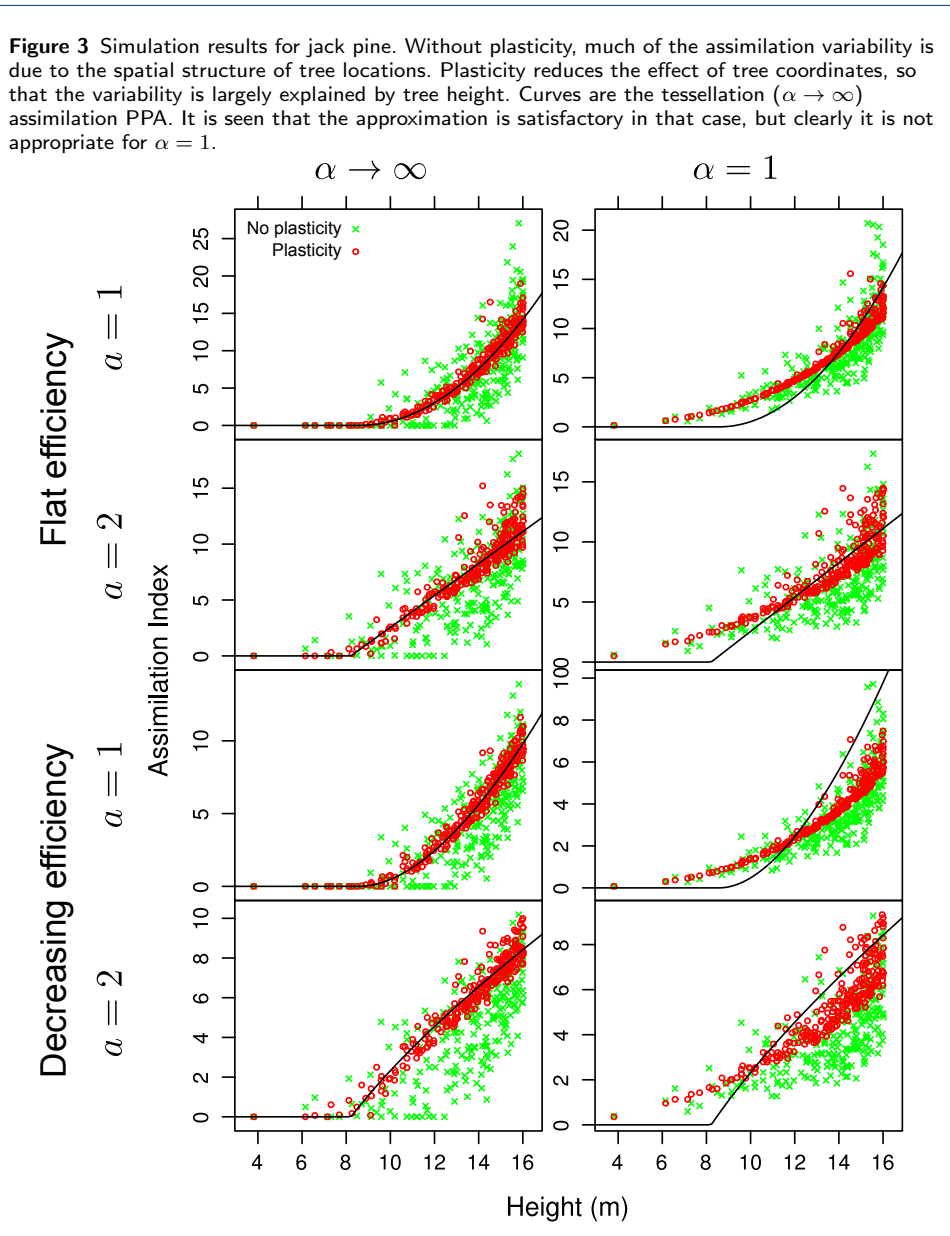 Figure 3 Simulation results for jack pine. Without plasticity, much of the assimilation variability is
due to the spatial structure of tree locations. Plasticity reduces the effect of tree coordinates, so
that the variability is largely explained by tree height. Curves are the tessellation (α → ∞)
assimilation PPA. It is seen that the approximation is satisfactory in that case, but clearly it is not
appropriate for α = 1.
α → ∞
α = 1
Flat efficiency
a = 1
a = 2
Decreasing efficiency
a = 1
a = 2
Assimilation Index
No plasticity
Plasticity
25
20
15
10
5
0
20
15
10
5
0
15
10
5
0
15
10
5
0
10
5
0
10
8
6
4
2
0
10
8
6
4
2
0
8
6
4
2
0
4 6 8 10 12 14 16
4 6 8 10 12 14 16
Height (m)